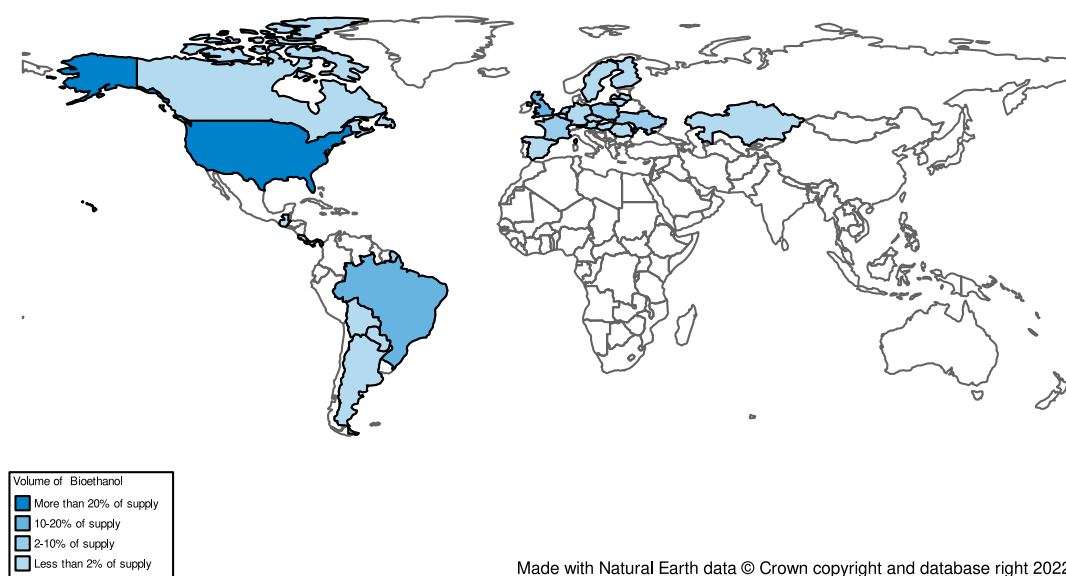 Volume of Bioethanol
More than 20% of supply
10-20% of supply
2-10% of supply
Less than 2% of supply
Made with Natural Earth data © Crown copyright and database right 2022